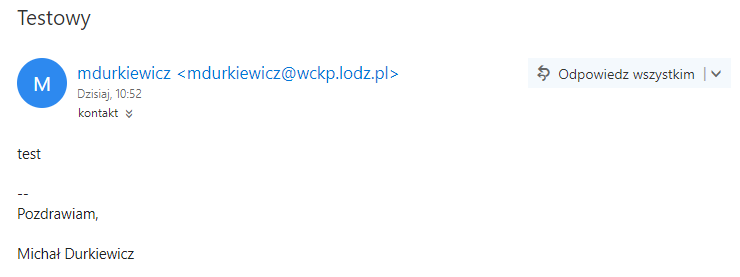 Testowy
M
mdurkiewicz <mdurkiewicz@wckp.lodz.pl>
Odpowiedz wszystkim |
Dzisiaj, 10:52
kontakt
test
--
Pozdrawiam,
Michał Durkiewicz